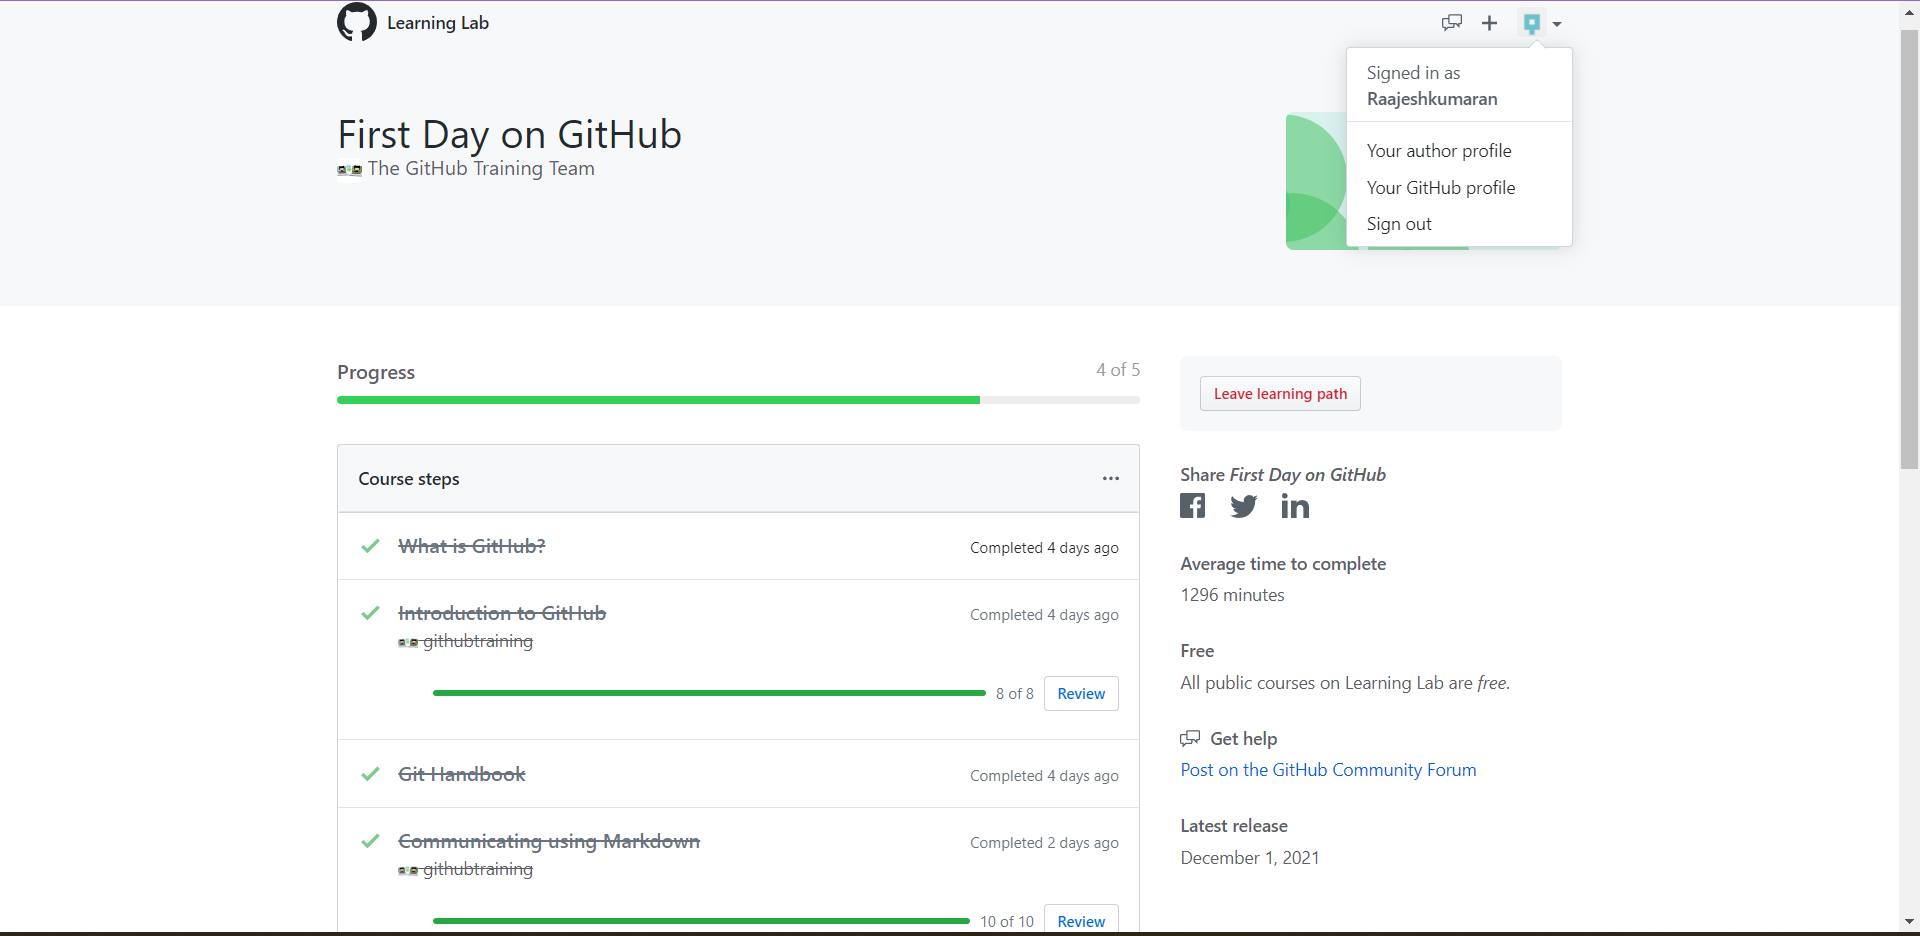 Learning Lab
Signed in as
Raajeshkumaran
Your author profile
Your GitHub profile
Sign out
First Day on GitHub
The GitHub Training Team
Progress
4 of 5
Course steps
What is GitHub?
Completed 4 days ago
Introduction to GitHub
Completed 4 days ago
githubtraining
8 of 8
Review
Git Handbook
Completed 4 days ago
Communicating using Markdown
Completed 2 days ago
githubtraining
10 of 10
Review
Leave learning path
Share First Day on GitHub
Average time to complete
1296 minutes
Free
All public courses on Learning Lab are free.
Get help
Post on the GitHub Community Forum
Latest release
December 1, 2021